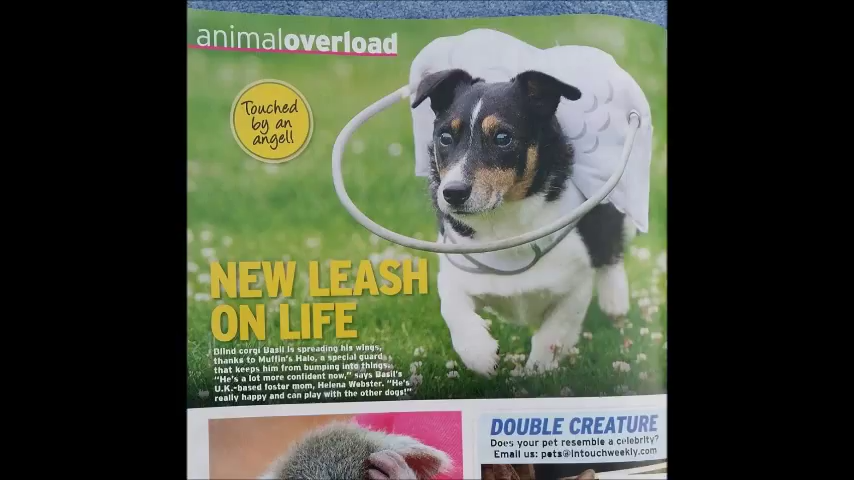 animaloverload
Touched
by an
angel!
NEW LEASH
ON LIFE
Blind corgi Basil is spreading his wings,
thanks to Muffin's Halo, a special guard
that keeps him from bumping into things.
"He's a lot more confident now," says Basil's
U.K.-based foster mom, Helena Webster. "He's
really happy and can play with the other dogs!"
DOUBLE CREATURE
Does your pet resemble a celebrity?
Email us: pets@intouchweekly.com